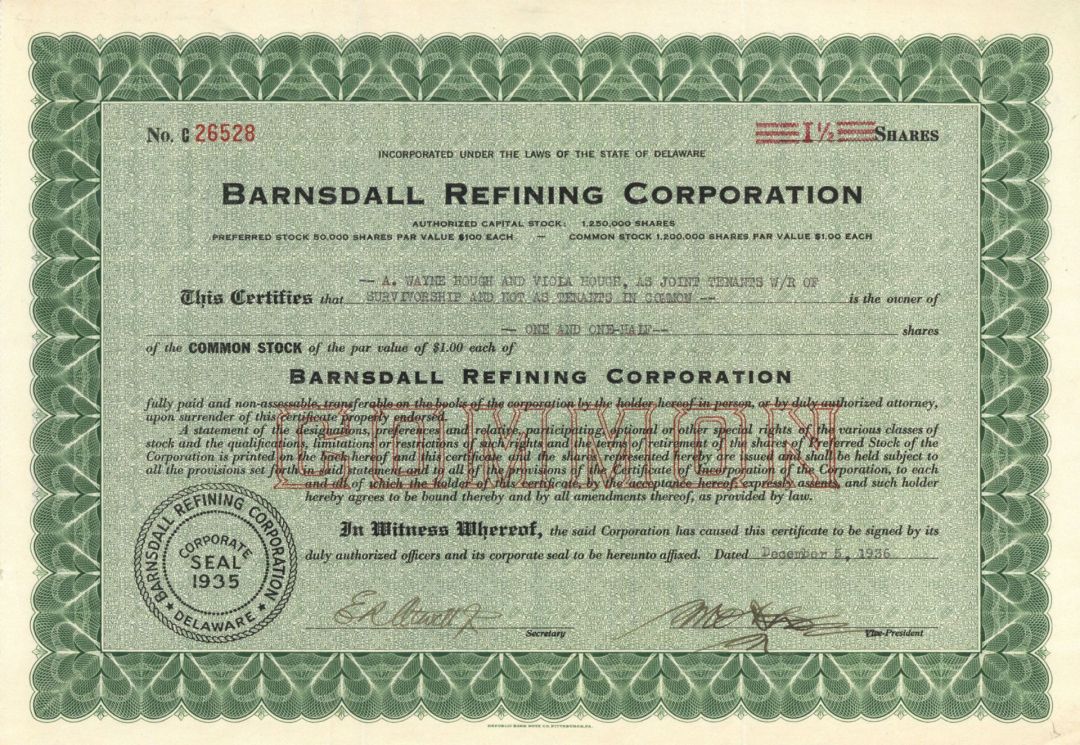 No. C 26528
1½ SHARES
INCORPORATED UNDER THE LAWS OF THE STATE OF DELAWARE
BARNSDALL REFINING CORPORATION
AUTHORIZED CAPITAL STOCK: 1,250,000 SHARES
PREFERRED STOCK 50,000 SHARES PAR VALUE $100 EACH — COMMON STOCK 1,200,000 SHARES PAR VALUE $1.00 EACH
-- A. WAYNE HOUGH AND VIOLA HOUGH, AS JOINT TENANTS W/R OF
This Certifies that SURVIVORSHIP AND NOT AS TENANTS IN COMMON -- is the owner of
-- ONE AND ONE-HALF-- shares
of the COMMON STOCK of the par value of $1.00 each of
BARNSDALL REFINING CORPORATION
fully paid and non-assessable, transferable on the books of the corporation by the holder hereof in person, or by duly authorized attorney,
upon surrender of this certificate properly endorsed.
A statement of the designations, preferences and relative, participating, optional or other special rights of the various classes of
stock and the qualifications, limitations or restrictions of such rights and the terms of retirement of the shares of Preferred Stock of the
Corporation is printed on the back hereof and this certificate and the shares represented hereby are issued and shall be held subject to
all the provisions set forth in said statement and to all of the provisions of the Certificate of Incorporation of the Corporation, to each
and all of which the holder of this certificate by the acceptance hereof, expressly assents, and such holder
hereby agrees to be bound thereby and by all amendments thereof, as provided by law.
COMMON
In Witness Whereof, the said Corporation has caused this certificate to be signed by its
duly authorized officers and its corporate seal to be hereunto affixed. Dated December 5, 1936
BARNSDALL REFINING CORPORATION
CORPORATE
SEAL
1935
★ DELAWARE ★
Secretary
Vice-President
REPUBLIC BANK NOTE CO. PITTSBURGH, PA.